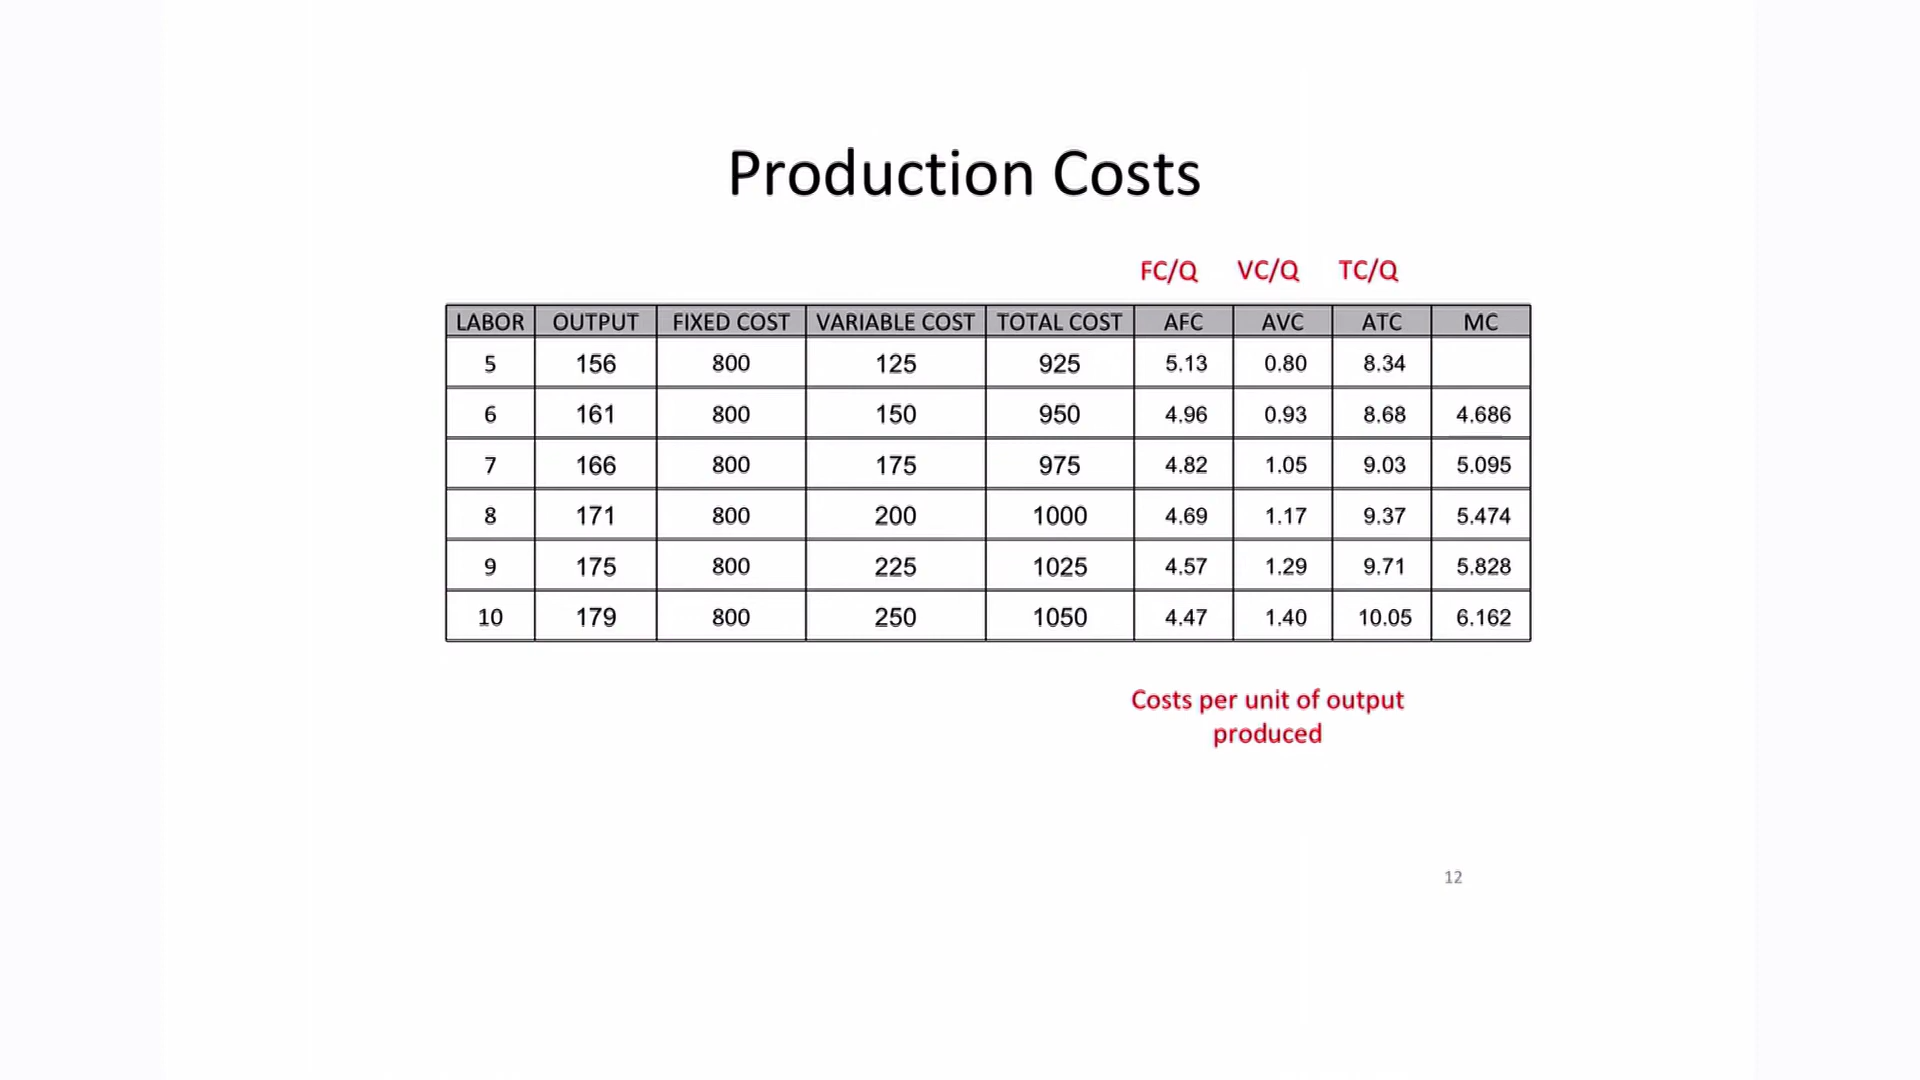 Production Costs
FC/Q VC/Q TC/Q
LABOR OUTPUT FIXED COST VARIABLE COST TOTAL COST AFC AVC ATC MC
5 156 800 125 925 5.13 0.80 8.34
6 161 800 150 950 4.96 0.93 8.68 4.686
7 166 800 175 975 4.82 1.05 9.03 5.095
8 171 800 200 1000 4.69 1.17 9.37 5.474
9 175 800 225 1025 4.57 1.29 9.71 5.828
10 179 800 250 1050 4.47 1.40 10.05 6.162
Costs per unit of output
produced
12